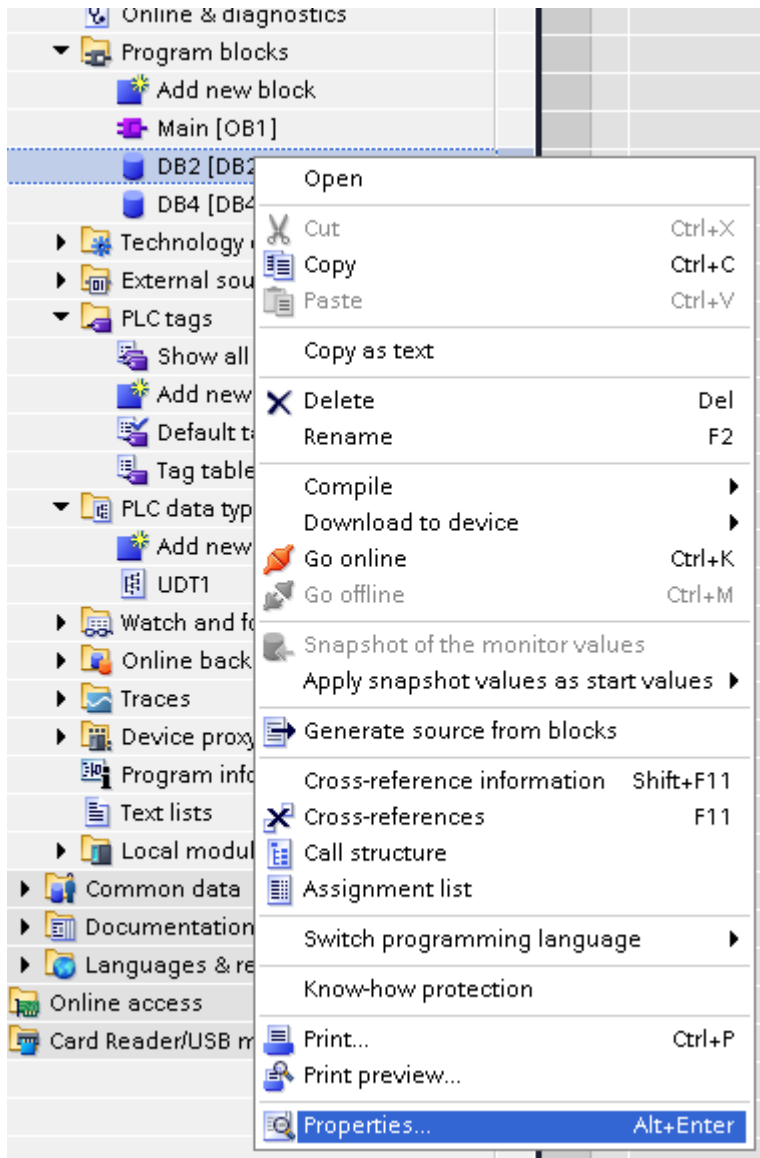 Online & diagnostics
Program blocks
Add new block
Main [OB1]
DB2 [DB2
DB4 [DB4
Technology
External sou
PLC tags
Show all
Add new
Default ta
Tag table
PLC data typ
Add new
UDT1
Watch and fo
Online back
Traces
Device proxy
Program info
Text lists
Local modul
Common data
Documentation
Languages & re
Online access
Card Reader/USB m
Open
Cut Ctrl+X
Copy Ctrl+C
Paste Ctrl+V
Copy as text
Delete Del
Rename F2
Compile
Download to device
Go online Ctrl+K
Go offline Ctrl+M
Snapshot of the monitor values
Apply snapshot values as start values
Generate source from blocks
Cross-reference information Shift+F11
Cross-references F11
Call structure
Assignment list
Switch programming language
Know-how protection
Print... Ctrl+P
Print preview...
Properties... Alt+Enter